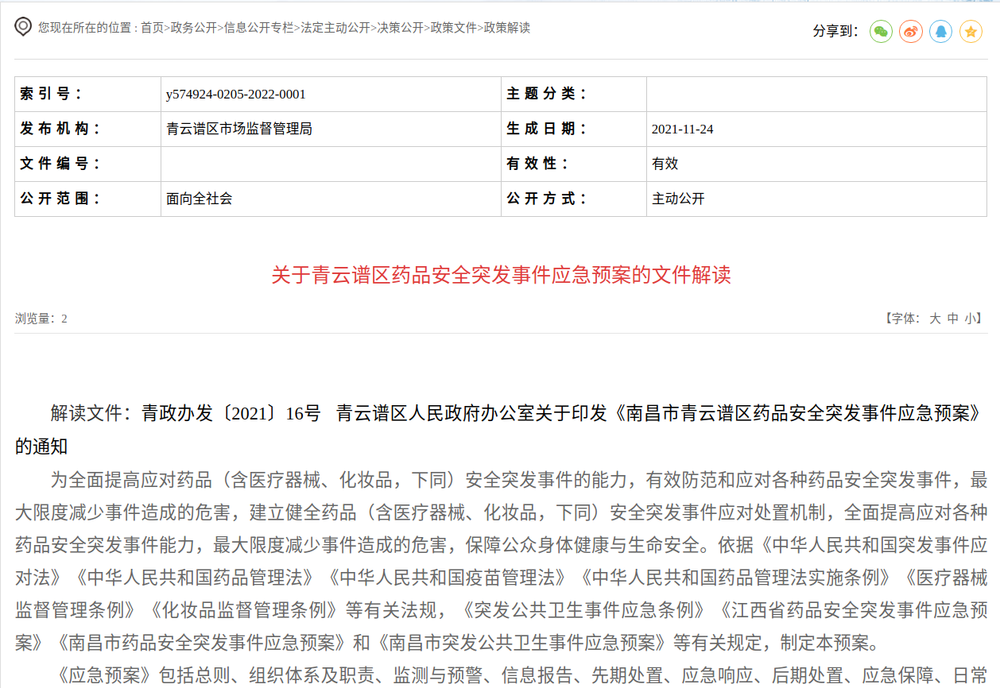 您现在所在的位置 : 首页>政务公开>信息公开专栏>法定主动公开>决策公开>政策文件>政策解读
分享到：
索 引 号： y574924-0205-2022-0001 主 题 分 类：
发 布 机 构： 青云谱区市场监督管理局 生 成 日 期： 2021-11-24
文 件 编 号： 有 效 性： 有效
公 开 范 围： 面向全社会 公 开 方 式： 主动公开
关于青云谱区药品安全突发事件应急预案的文件解读
浏览量：2 【字体： 大 中 小】
解读文件：青政办发〔2021〕16号 青云谱区人民政府办公室关于印发《南昌市青云谱区药品安全突发事件应急预案》
的通知
为全面提高应对药品（含医疗器械、化妆品，下同）安全突发事件的能力，有效防范和应对各种药品安全突发事件，最
大限度减少事件造成的危害，建立健全药品（含医疗器械、化妆品，下同）安全突发事件应对处置机制，全面提高应对各种
药品安全突发事件能力，最大限度减少事件造成的危害，保障公众身体健康与生命安全。依据《中华人民共和国突发事件应
对法》《中华人民共和国药品管理法》《中华人民共和国疫苗管理法》《中华人民共和国药品管理法实施条例》《医疗器械
监督管理条例》《化妆品监督管理条例》等有关法规，《突发公共卫生事件应急条例》《江西省药品安全突发事件应急预
案》《南昌市药品安全突发事件应急预案》和《南昌市突发公共卫生事件应急预案》等有关规定，制定本预案。
《应急预案》包括总则、组织体系及职责、监测与预警、信息报告、先期处置、应急响应、后期处置、应急保障、日常